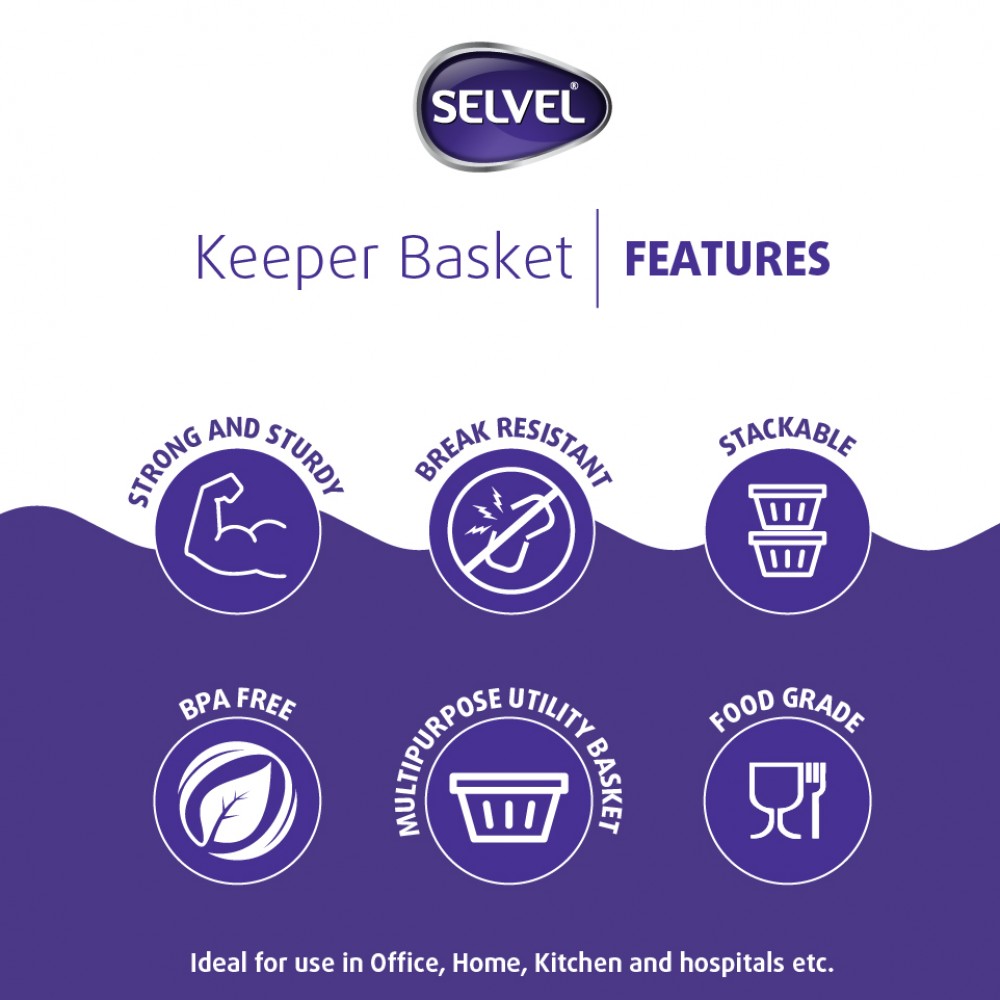 SELVEL®
Keeper Basket | FEATURES
STRONG AND STURDY
BREAK RESISTANT
STACKABLE
BPA FREE
MULTIPURPOSE UTILITY BASKET
FOOD GRADE
Ideal for use in Office, Home, Kitchen and hospitals etc.